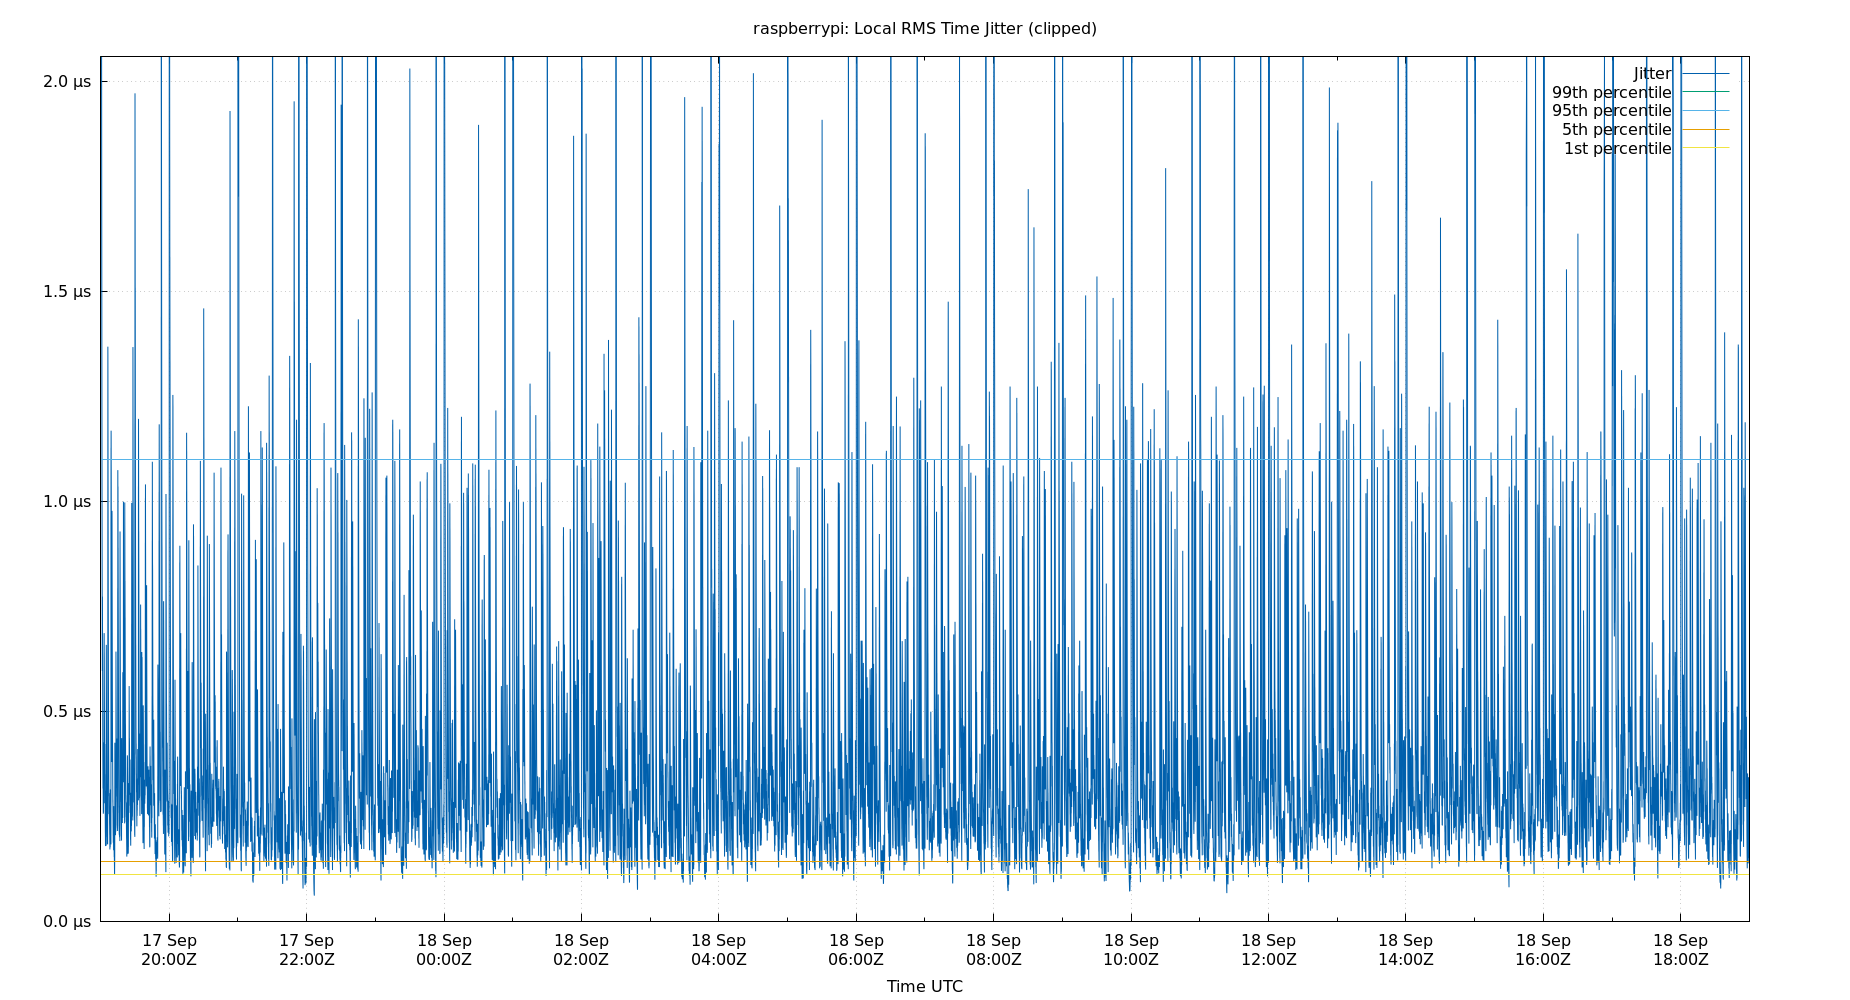 raspberrypi: Local RMS Time Jitter (clipped)
2.0 µs
1.5 µs
1.0 µs
0.5 µs
0.0 µs
Jitter
99th percentile
95th percentile
5th percentile
1st percentile
17 Sep 17 Sep 18 Sep 18 Sep 18 Sep 18 Sep 18 Sep 18 Sep 18 Sep 18 Sep 18 Sep 18 Sep
20:00Z 22:00Z 00:00Z 02:00Z 04:00Z 06:00Z 08:00Z 10:00Z 12:00Z 14:00Z 16:00Z 18:00Z
Time UTC